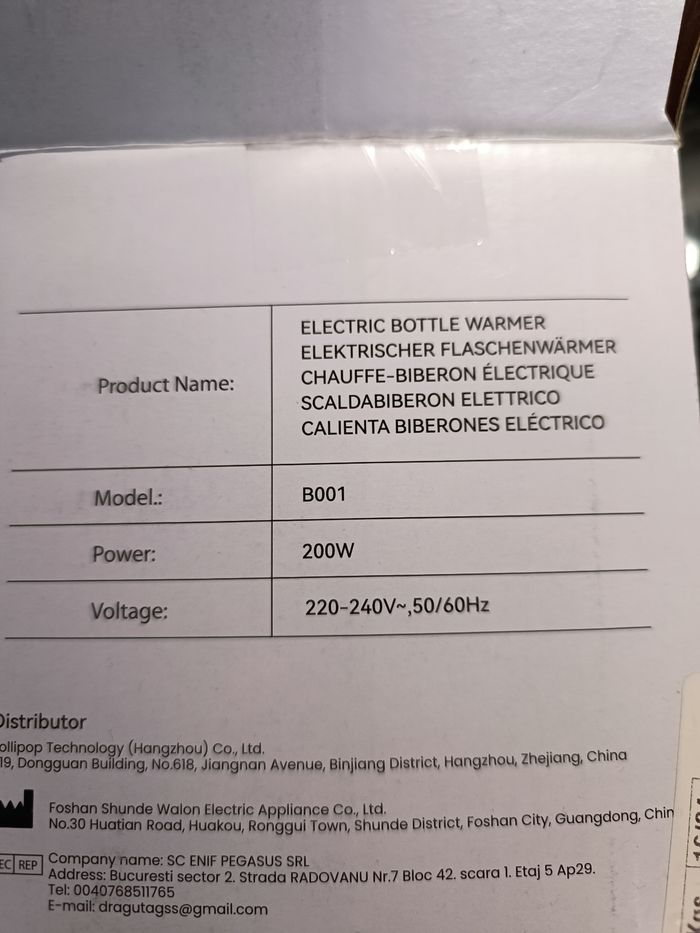 Product Name:
ELECTRIC BOTTLE WARMER
ELEKTRISCHER FLASCHENWÄRMER
CHAUFFE-BIBERON ÉLECTRIQUE
SCALDABIBERON ELETTRICO
CALIENTA BIBERONES ELÉCTRICO
Model.: B001
Power: 200W
Voltage: 220-240V~,50/60Hz
Distributor
ollipop Technology (Hangzhou) Co., Ltd.
19, Dongguan Building, No.618, Jiangnan Avenue, Binjiang District, Hangzhou, Zhejiang, China
Foshan Shunde Walon Electric Appliance Co., Ltd.
No.30 Huatian Road, Huakou, Ronggui Town, Shunde District, Foshan City, Guangdong, Chin
EC REP
Company name: SC ENIF PEGASUS SRL
Address: Bucuresti sector 2. Strada RADOVANU Nr.7 Bloc 42. scara 1. Etaj 5 Ap29.
Tel: 0040768511765
E-mail: dragutagss@gmail.com